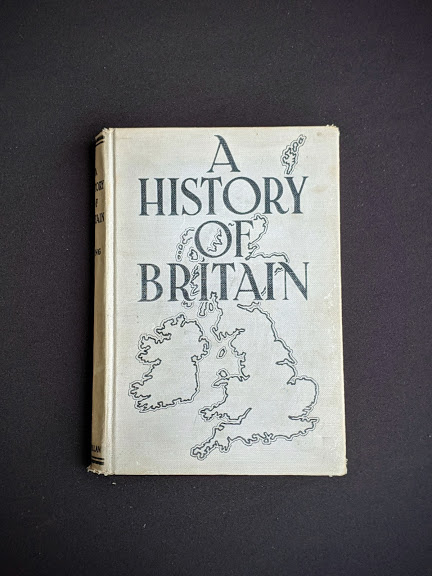 A
HISTORY
OF
BRITAIN